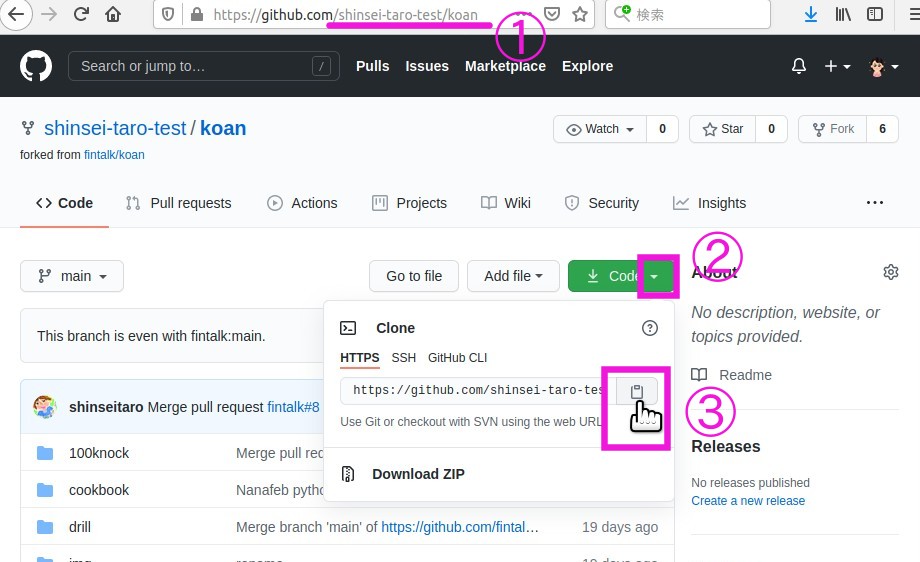 https://github.com/shinsei-taro-test/koan
検索
①
Search or jump to… /
Pulls Issues Marketplace Explore
shinsei-taro-test / koan
Watch 0 Star 0 Fork 6
forked from fintalk/koan
Code Pull requests Actions Projects Wiki Security Insights
main Go to file Add file Code
②
About
This branch is even with fintalk:main.
Clone
HTTPS SSH GitHub CLI
https://github.com/shinsei-taro-tes
Use Git or checkout with SVN using the web URL
③
Download ZIP
No description, website, or
topics provided.
Readme
shinseitaro Merge pull request fintalk#8
100knock Merge pull req
cookbook Nanafeb pytho
drill Merge branch 'main' of https://github.com/fintal… 19 days ago
Releases
No releases published
Create a new release